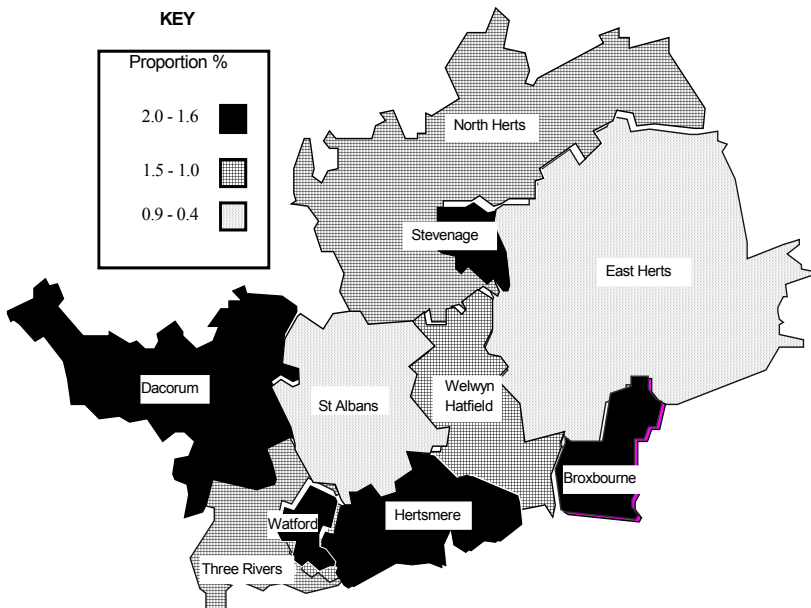 KEY
Proportion %
2.0 - 1.6
1.5 - 1.0
0.9 - 0.4
North Herts
Stevenage
East Herts
Dacorum
St Albans
Welwyn
Hatfield
Broxbourne
Watford
Hertsmere
Three Rivers